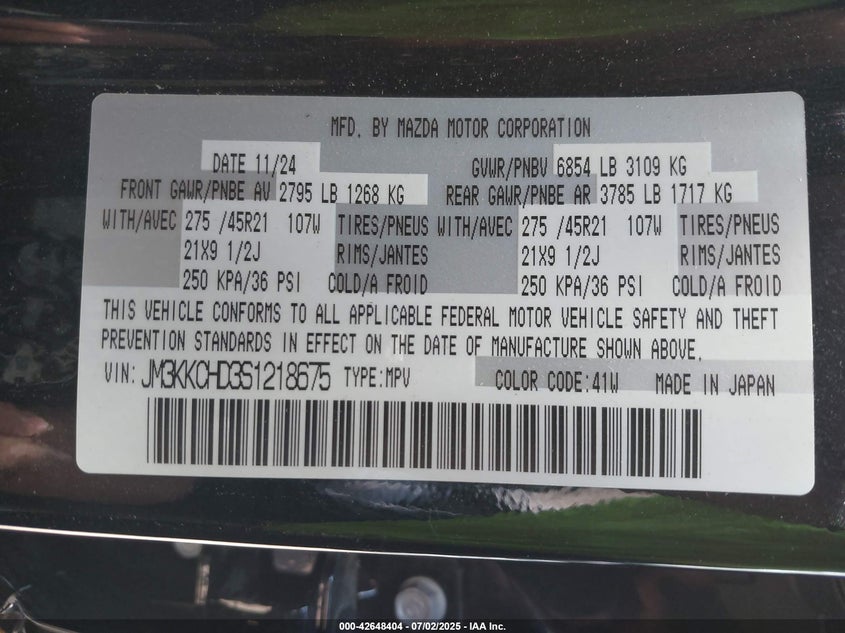 MFD. BY MAZDA MOTOR CORPORATION
DATE 11/24 GVWR/PNBV 6854 LB 3109 KG
FRONT GAWR/PNBE AV 2795 LB 1268 KG REAR GAWR/PNBE AR 3785 LB 1717 KG
WITH/AVEC 275 /45R21 107W TIRES/PNEUS WITH/AVEC 275 /45R21 107W TIRES/PNEUS
21X9 1/2J RIMS/JANTES 21X9 1/2J RIMS/JANTES
250 KPA/36 PSI COLD/A FROID 250 KPA/36 PSI COLD/A FROID
THIS VEHICLE CONFORMS TO ALL APPLICABLE FEDERAL MOTOR VEHICLE SAFETY AND THEFT
PREVENTION STANDARDS IN EFFECT ON THE DATE OF MANUFACTURE SHOWN ABOVE.
VIN: JM3KKCHD3S1218675 TYPE:MPV COLOR CODE:41W MADE IN JAPAN
000-42648404 - 07/02/2025 - IAA Inc.